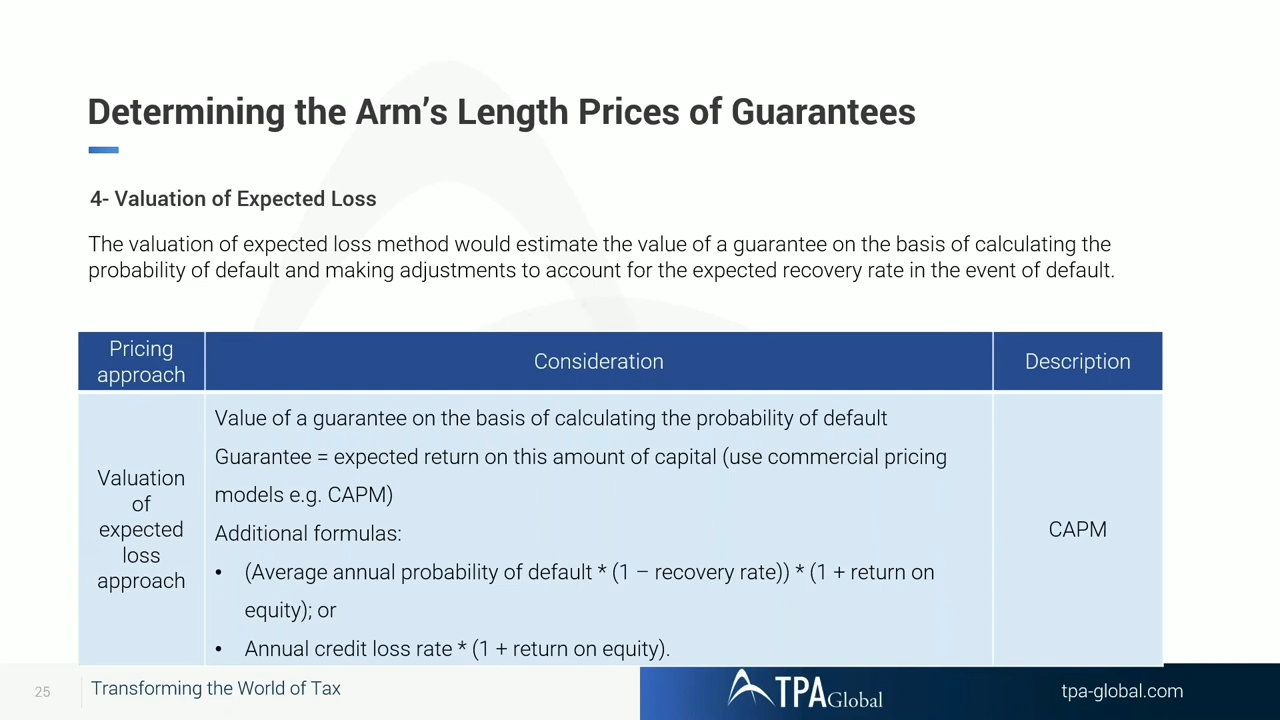 Determining the Arm’s Length Prices of Guarantees
4- Valuation of Expected Loss
The valuation of expected loss method would estimate the value of a guarantee on the basis of calculating the
probability of default and making adjustments to account for the expected recovery rate in the event of default.
Pricing
approach
Consideration
Description
Valuation
of
expected
loss
approach
Value of a guarantee on the basis of calculating the probability of default
Guarantee = expected return on this amount of capital (use commercial pricing
models e.g. CAPM)
Additional formulas:
• (Average annual probability of default * (1 – recovery rate)) * (1 + return on
equity); or
• Annual credit loss rate * (1 + return on equity).
CAPM
25
Transforming the World of Tax
TPA Global
tpa-global.com